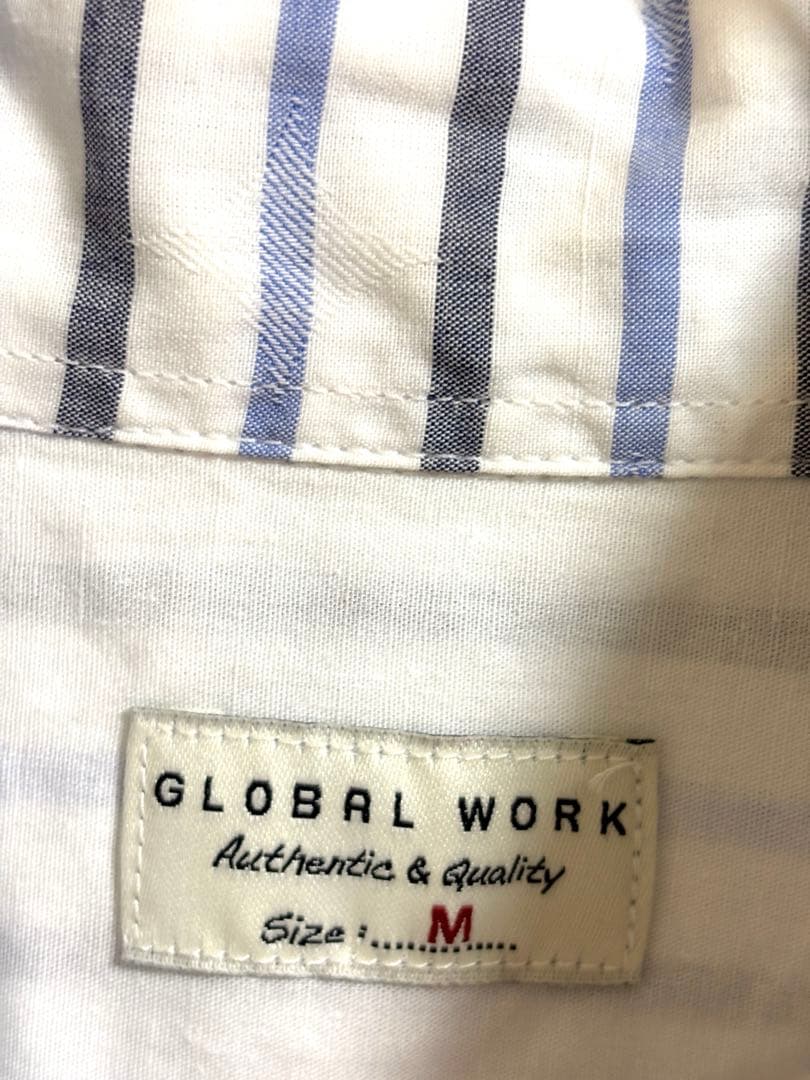 GLOBAL WORK
Authentic & Quality
Size:....M.....